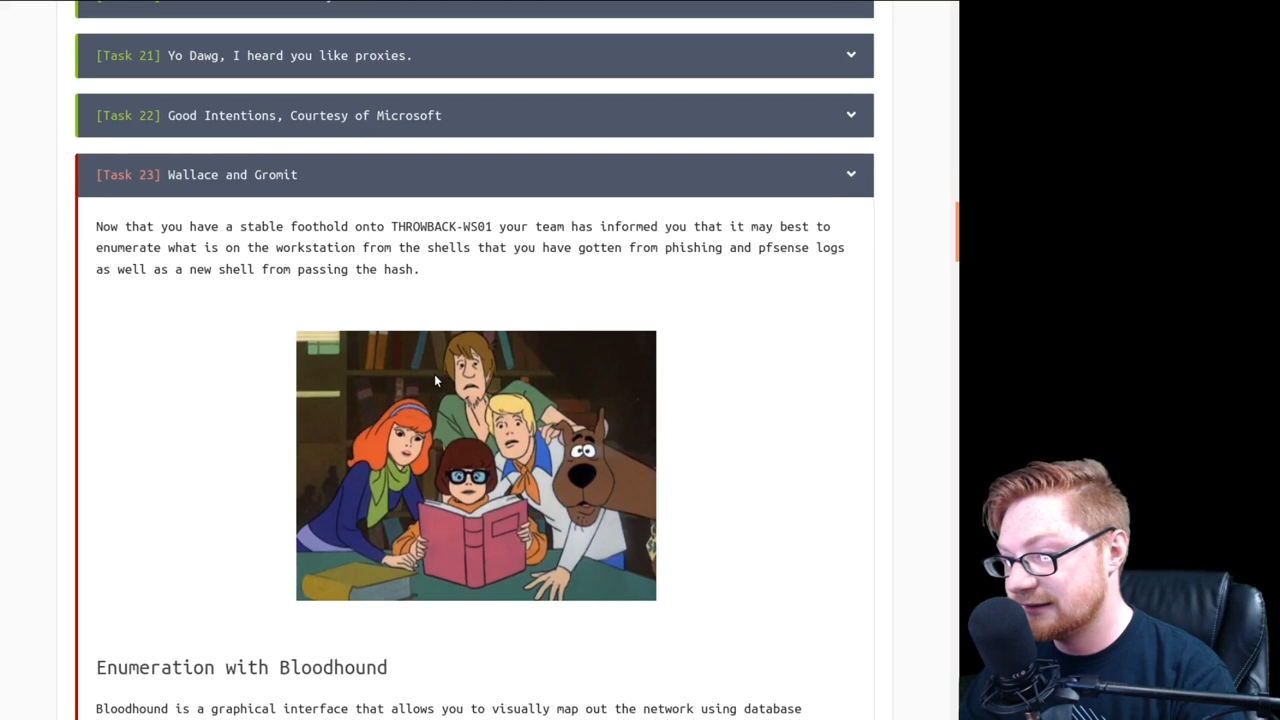 [Task 21] Yo Dawg, I heard you like proxies.
[Task 22] Good Intentions, Courtesy of Microsoft
[Task 23] Wallace and Gromit
Now that you have a stable foothold onto THROWBACK-WS01 your team has informed you that it may best to
enumerate what is on the workstation from the shells that you have gotten from phishing and pfsense logs
as well as a new shell from passing the hash.
Enumeration with Bloodhound
Bloodhound is a graphical interface that allows you to visually map out the network using database